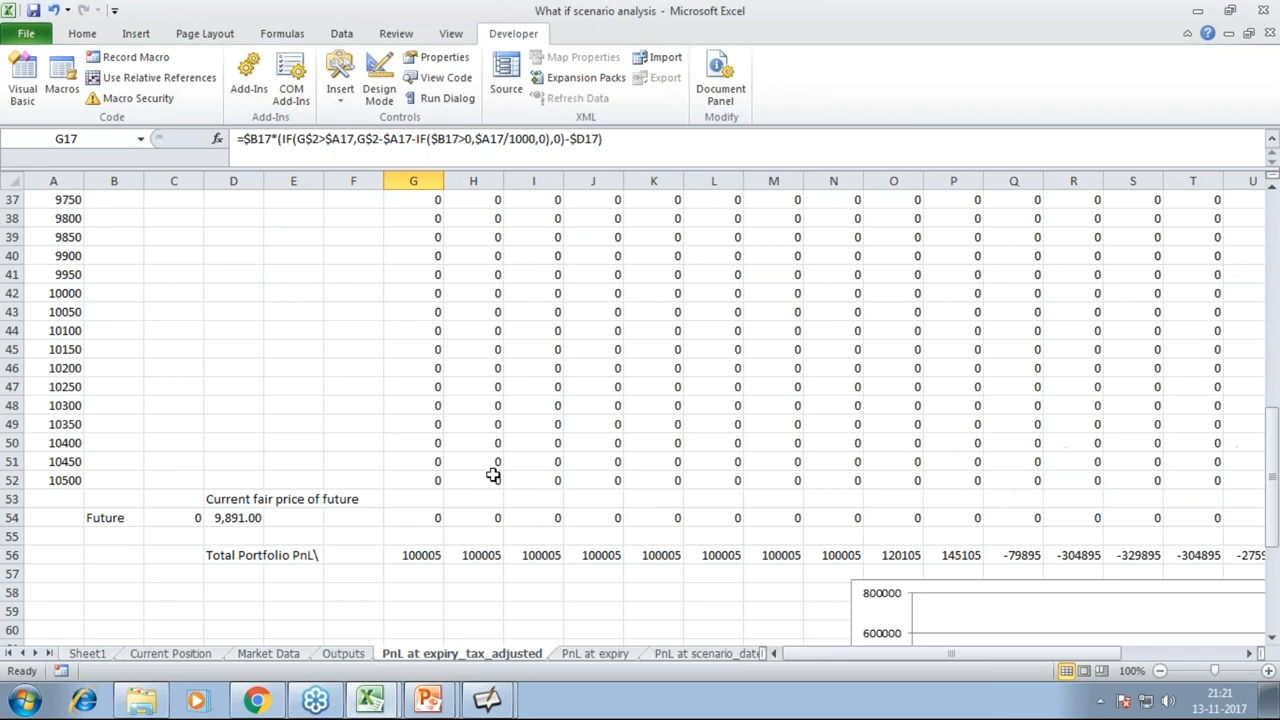 What if scenario analysis - Microsoft Excel
File Home Insert Page Layout Formulas Data Review View Developer
Visual Basic
Macros
Record Macro
Use Relative References
Macro Security
Code
Add-Ins
COM Add-Ins
Add-Ins
Insert
Design Mode
Properties
View Code
Run Dialog
Controls
Source
Map Properties
Expansion Packs
Refresh Data
Import
Export
XML
Document Panel
Modify
G17 fx =$B17*(IF(G$2>$A17,G$2-$A17-IF($B17>0,$A17/1000,0),0)-$D17)
A B C D E F G H I J K L M N O P Q R S T U
37 9750 0 0 0 0 0 0 0 0 0 0 0 0 0 0
38 9800 0 0 0 0 0 0 0 0 0 0 0 0 0 0
39 9850 0 0 0 0 0 0 0 0 0 0 0 0 0 0
40 9900 0 0 0 0 0 0 0 0 0 0 0 0 0 0
41 9950 0 0 0 0 0 0 0 0 0 0 0 0 0 0
42 10000 0 0 0 0 0 0 0 0 0 0 0 0 0 0
43 10050 0 0 0 0 0 0 0 0 0 0 0 0 0 0
44 10100 0 0 0 0 0 0 0 0 0 0 0 0 0 0
45 10150 0 0 0 0 0 0 0 0 0 0 0 0 0 0
46 10200 0 0 0 0 0 0 0 0 0 0 0 0 0 0
47 10250 0 0 0 0 0 0 0 0 0 0 0 0 0 0
48 10300 0 0 0 0 0 0 0 0 0 0 0 0 0 0
49 10350 0 0 0 0 0 0 0 0 0 0 0 0 0 0
50 10400 0 0 0 0 0 0 0 0 0 0 0 0 0 0
51 10450 0 0 0 0 0 0 0 0 0 0 0 0 0 0
52 10500 0 0 0 0 0 0 0 0 0 0 0 0 0 0
53 Current fair price of future
54 Future 0 9,891.00 0 0 0 0 0 0 0 0 0 0 0 0 0 0
55
56 Total Portfolio PnL\ 100005 100005 100005 100005 100005 100005 100005 100005 120105 145105 -79895 -304895 -329895 -304895 -2759
57
58 800000
59
60 600000
Sheet1 Current Position Market Data Outputs PnL at expiry_tax_adjusted PnL at expiry PnL at scenario_date
Ready 100%
21:21
13-11-2017